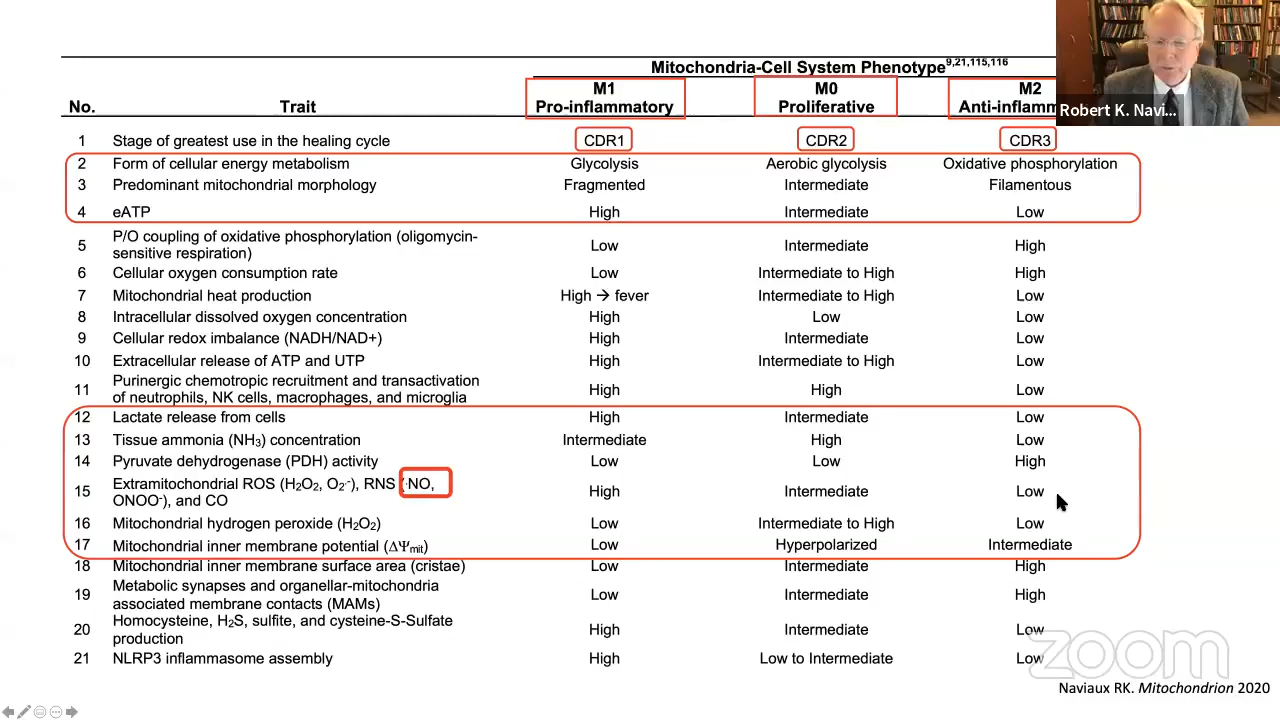 Mitochondria-Cell System Phenotype9,21,115,116
No. Trait M1 Pro-inflammatory M0 Proliferative M2 Anti-inflamm
Robert K. Navi...
1 Stage of greatest use in the healing cycle CDR1 CDR2 CDR3
2 Form of cellular energy metabolism Glycolysis Aerobic glycolysis Oxidative phosphorylation
3 Predominant mitochondrial morphology Fragmented Intermediate Filamentous
4 eATP High Intermediate Low
5 P/O coupling of oxidative phosphorylation (oligomycin-
sensitive respiration) Low Intermediate High
6 Cellular oxygen consumption rate Low Intermediate to High High
7 Mitochondrial heat production High → fever Intermediate to High Low
8 Intracellular dissolved oxygen concentration High Low Low
9 Cellular redox imbalance (NADH/NAD+) High Intermediate Low
10 Extracellular release of ATP and UTP High Intermediate to High Low
11 Purinergic chemotropic recruitment and transactivation
of neutrophils, NK cells, macrophages, and microglia High High Low
12 Lactate release from cells High Intermediate Low
13 Tissue ammonia (NH3) concentration Intermediate High Low
14 Pyruvate dehydrogenase (PDH) activity Low Low High
15 Extramitochondrial ROS (H2O2, O2·-), RNS (·NO,
ONOO-), and CO High Intermediate Low
16 Mitochondrial hydrogen peroxide (H2O2) Low Intermediate to High Low
17 Mitochondrial inner membrane potential (ΔΨmit) Low Hyperpolarized Intermediate
18 Mitochondrial inner membrane surface area (cristae) Low Intermediate High
19 Metabolic synapses and organellar-mitochondria
associated membrane contacts (MAMs) Low Intermediate High
20 Homocysteine, H2S, sulfite, and cysteine-S-Sulfate
production High Intermediate Low
21 NLRP3 inflammasome assembly High Low to Intermediate Low
zoom
Naviaux RK. Mitochondrion 2020